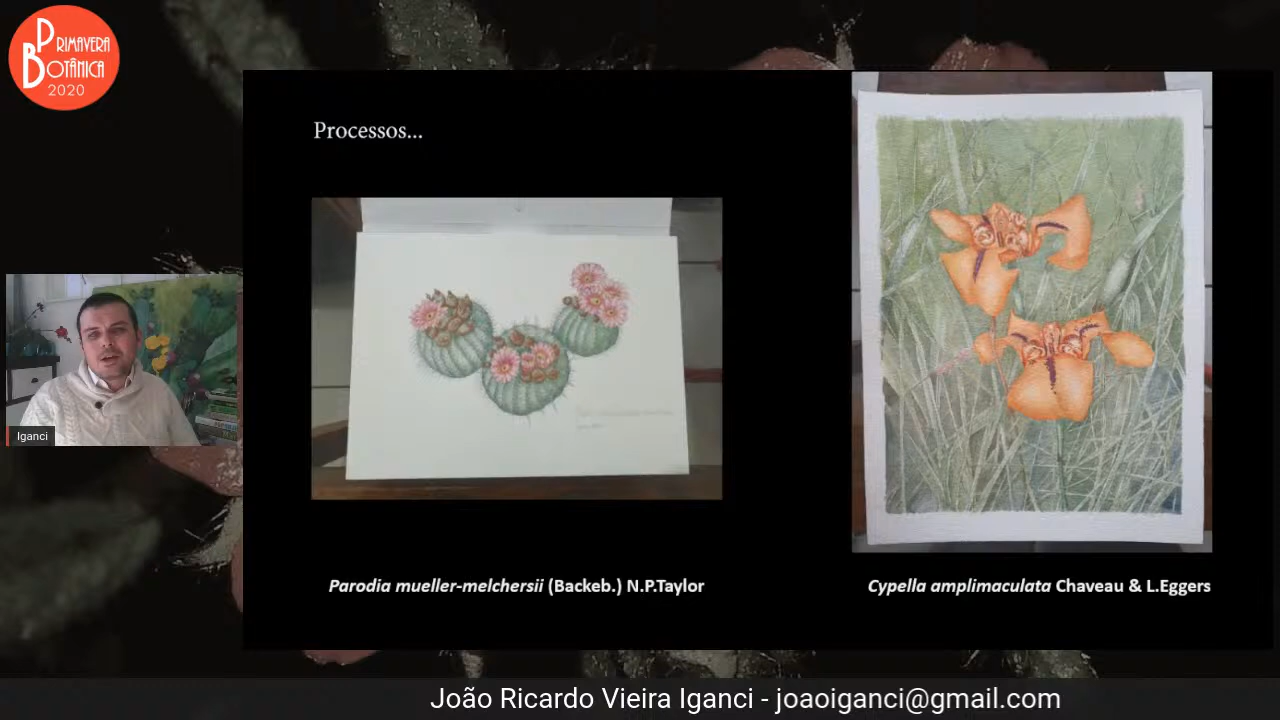 PRIMAVERA
BOTÂNICA
2020
Processos...
Iganci
Parodia mueller-melchersii (Backeb.) N.P.Taylor
Cypella amplimaculata Chaveau & L.Eggers
João Ricardo Vieira Iganci - joaoiganci@gmail.com